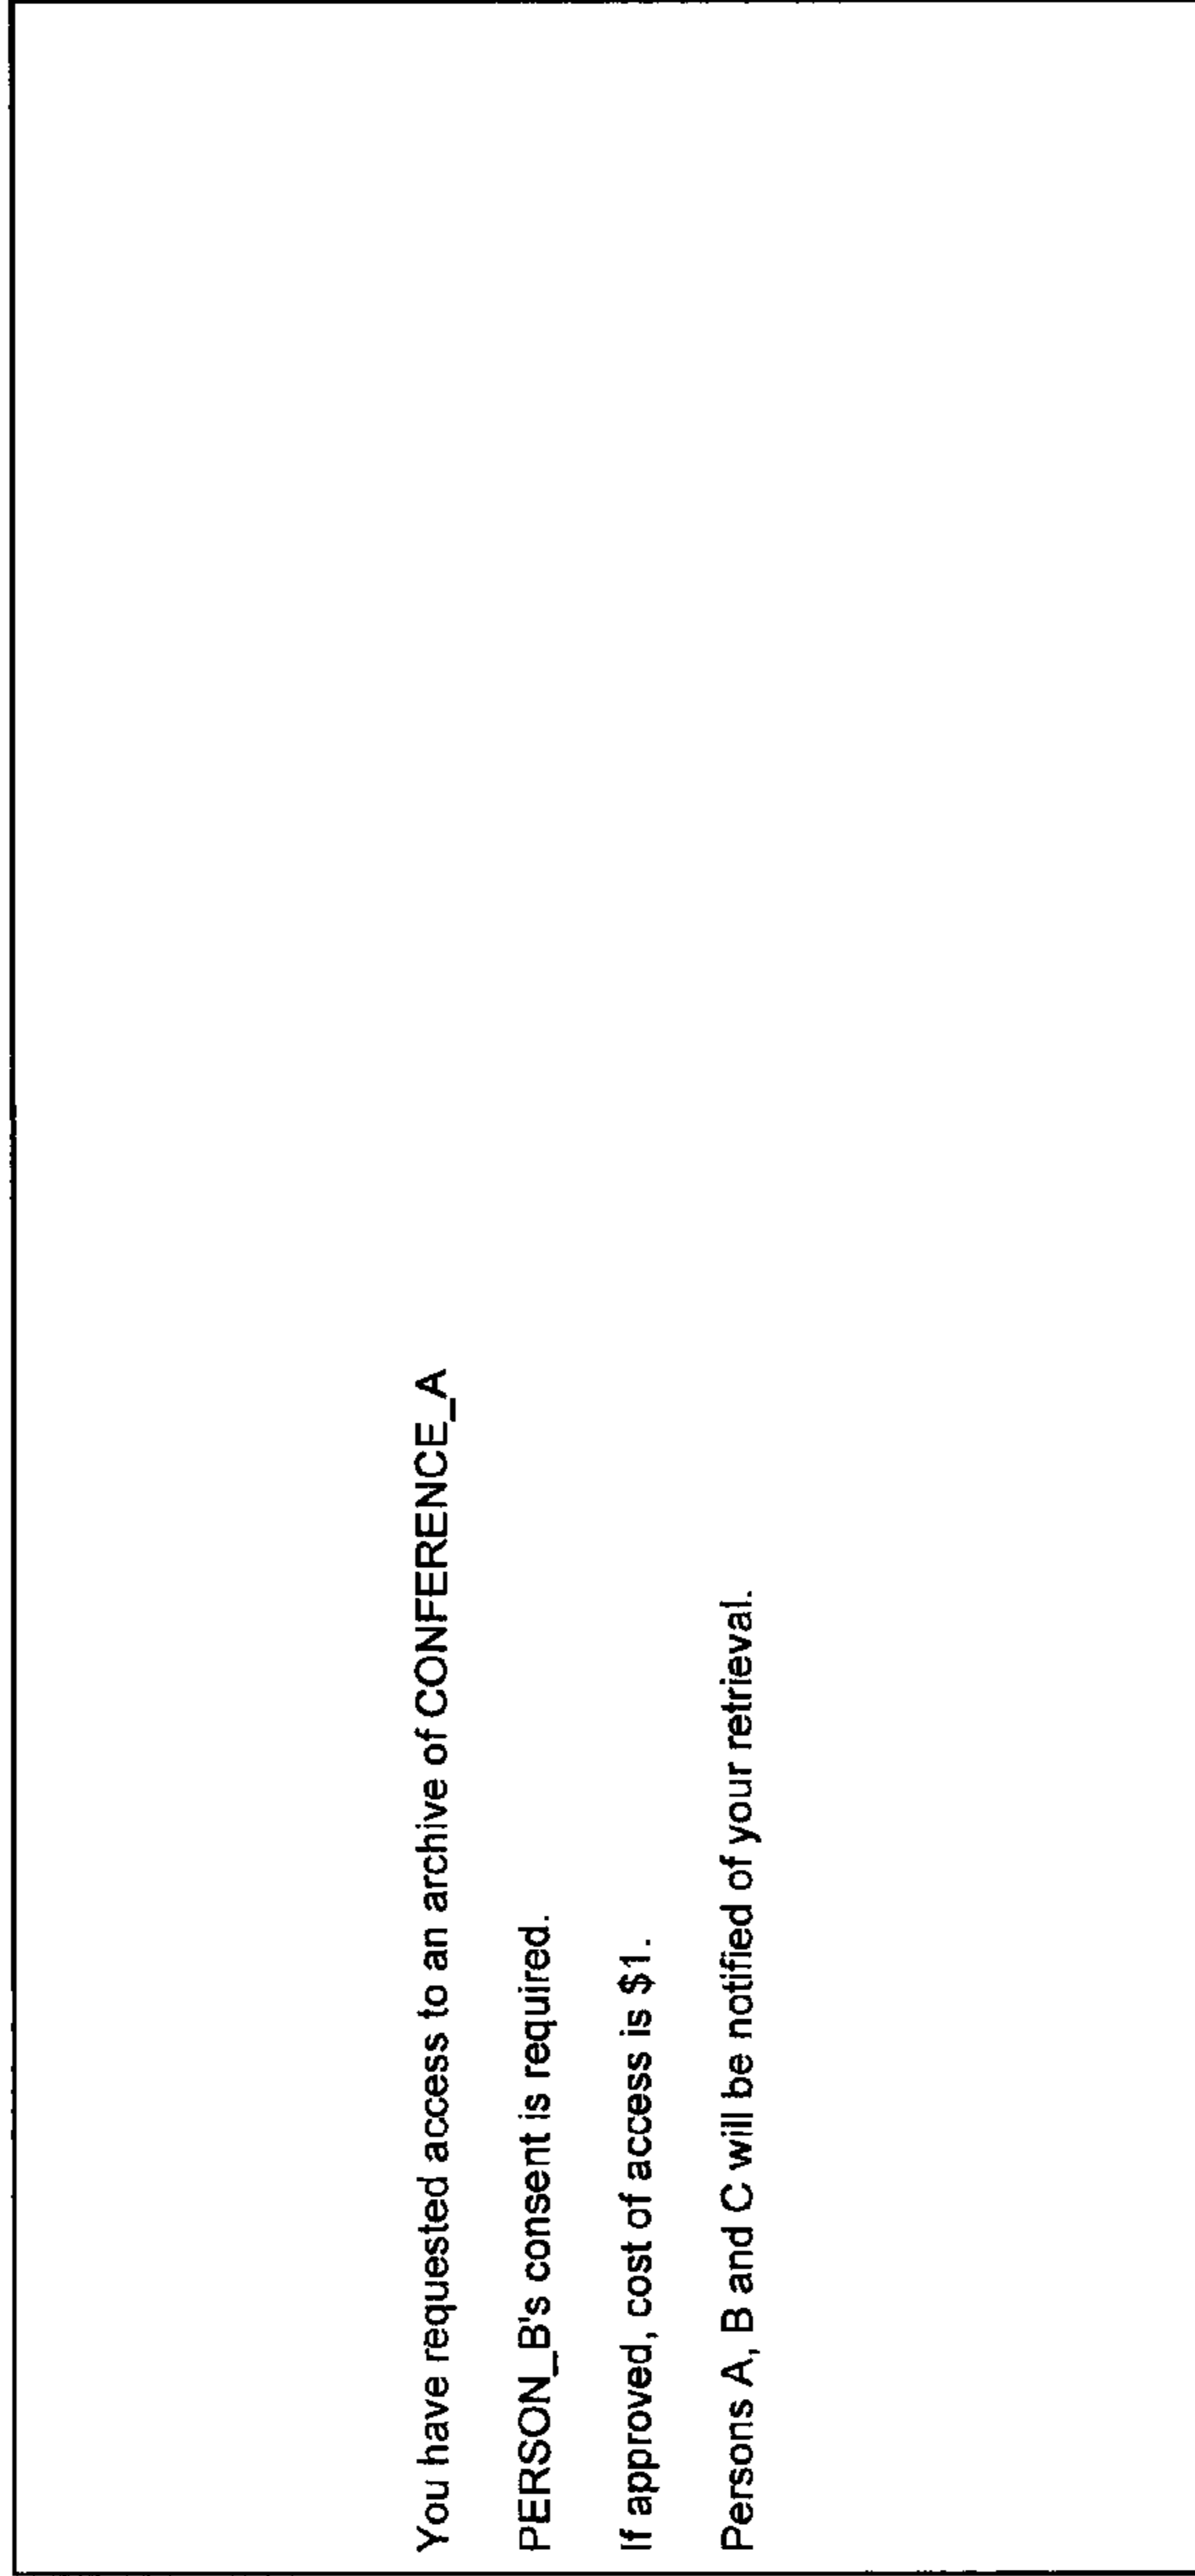 You have requested access to an archive of CONFERENCE_A
PERSON_B's consent is required.
If approved, cost of access is $1.
Persons A, B and C will be notified of your retrieval.